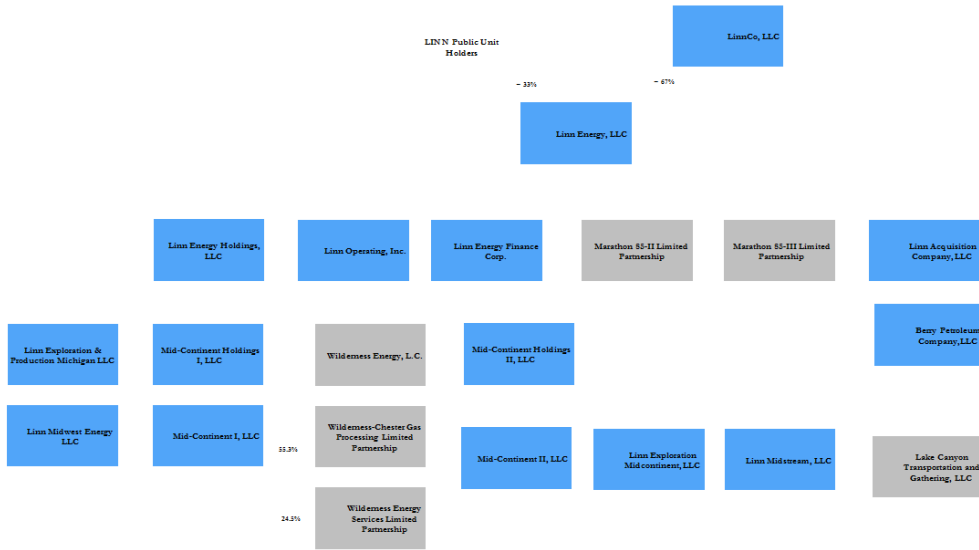 LinnCo, LLC
LINN Public Unit
Holders
~ 33%
~ 67%
Linn Energy, LLC
Linn Energy Holdings,
LLC
Linn Operating, Inc.
Linn Energy Finance
Corp.
Marathon 85-II Limited
Partnership
Marathon 85-III Limited
Partnership
Linn Acquisition
Company, LLC
Berry Petroleum
Company, LLC
Linn Exploration &
Production Michigan LLC
Mid-Continent Holdings
I, LLC
Wilderness Energy, L.C.
Mid-Continent Holdings
II, LLC
Linn Midwest Energy
LLC
Mid-Continent I, LLC
55.3%
Wilderness-Chester Gas
Processing Limited
Partnership
Mid-Continent II, LLC
Linn Exploration
Midcontinent, LLC
Linn Midstream, LLC
Lake Canyon
Transportation and
Gathering, LLC
24.5%
Wilderness Energy
Services Limited
Partnership